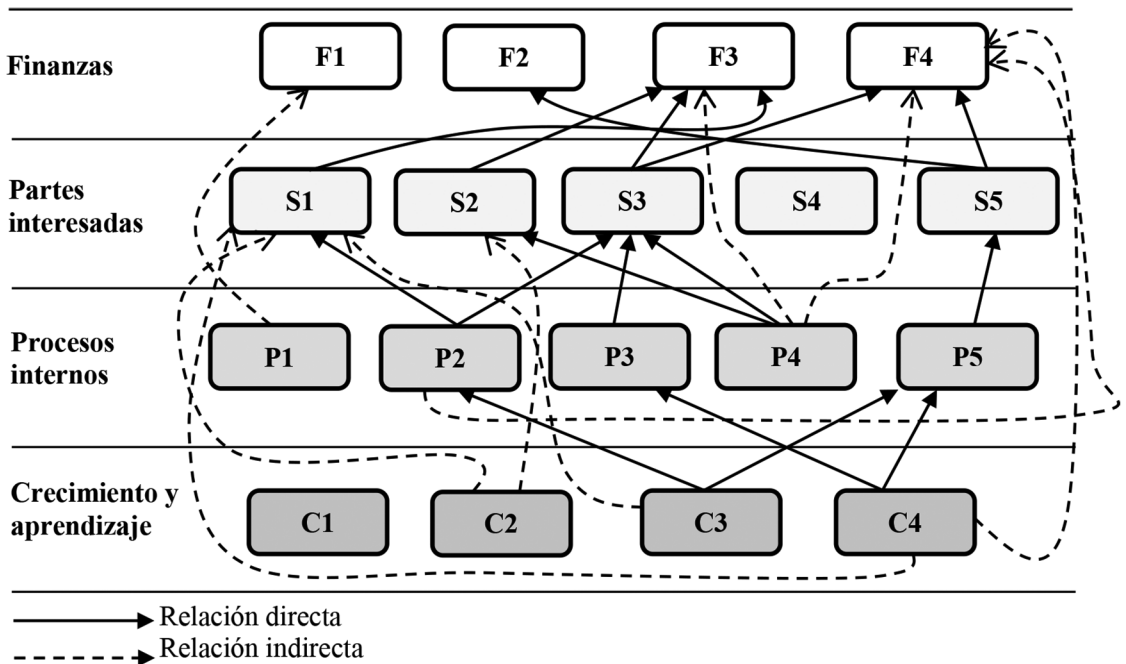 Finanzas
F1
F2
F3
F4
Partes
interesadas
S1
S2
S3
S4
S5
Procesos
internos
P1
P2
P3
P4
P5
Crecimiento y
aprendizaje
C1
C2
C3
C4
Relación directa
Relación indirecta